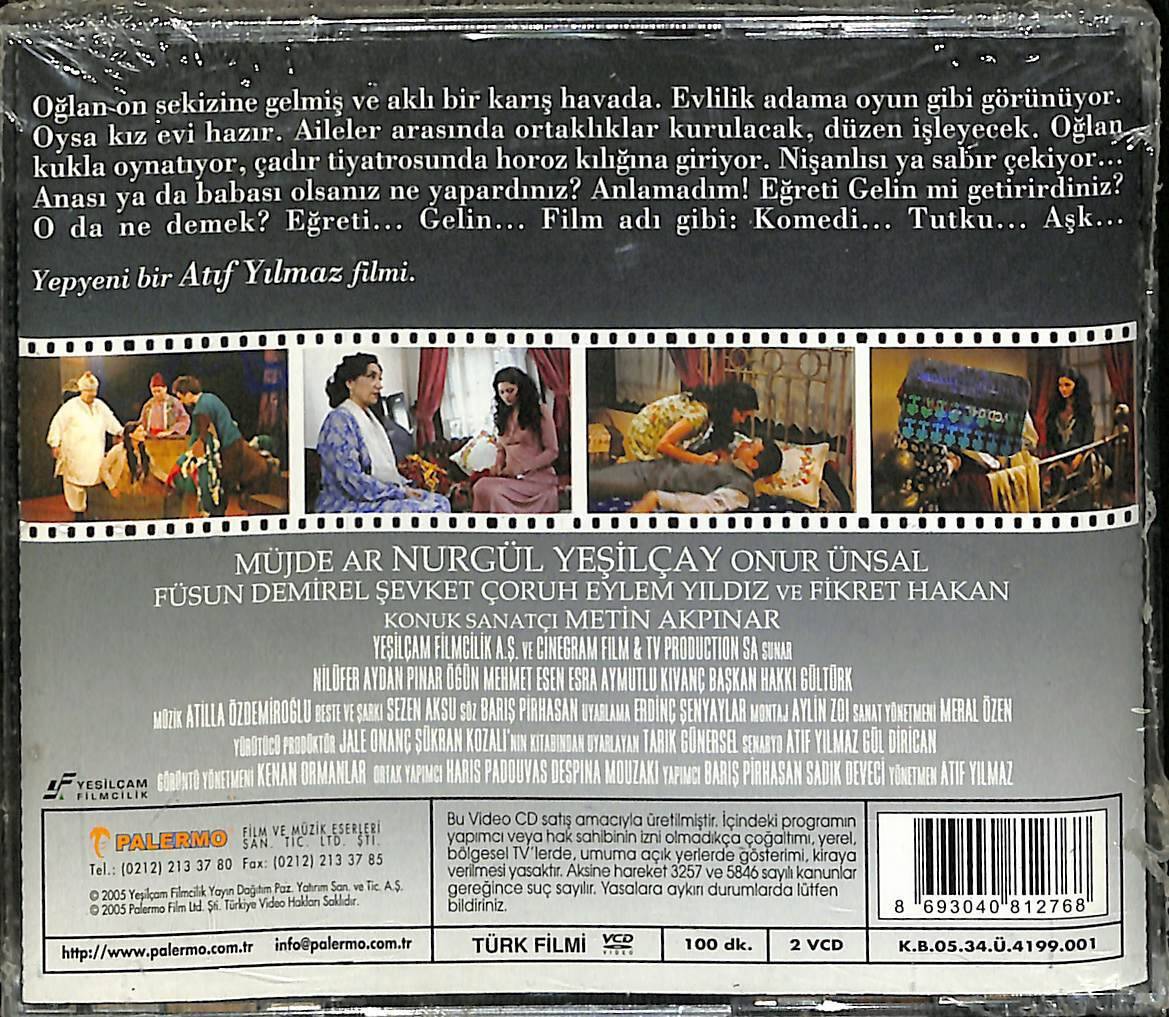 Oğlan on sekizine gelmiş ve aklı bir karış havada. Evlilik adama oyun gibi görünüyor.
Oysa kız evi hazır. Aileler arasında ortaklıklar kurulacak, düzen işleyecek. Oğlan
kukla oynatıyor, çadır tiyatrosunda horoz kılığına giriyor. Nişanlısı ya sabır çekiyor...
Anası ya da babası olsanız ne yapardınız? Anlamadım! Eğreti Gelin mi getirirdiniz?
O da ne demek? Eğreti... Gelin... Film adı gibi: Komedi... Tutku... Aşk...
Yepyeni bir Atıf Yılmaz filmi.
MÜJDE AR NURGÜL YEŞİLÇAY ONUR ÜNSAL
FÜSUN DEMİREL ŞEVKET ÇORUH EYLEM YILDIZ VE FİKRET HAKAN
KONUK SANATÇI METİN AKPINAR
YEŞİLÇAM FİLMCİLİK A.Ş. VE CINEGRAM FILM & TV PRODUCTION SA SUNAR
NİLÜFER AYDAN PINAR ÖĞÜN MEHMET ESEN ESRA AYMUTLU KIVANÇ BAŞKAN HAKKI GÜLTÜRK
MÜZİK ATİLLA ÖZDEMİROĞLU BESTE VE ŞARKI SEZEN AKSU SÖZ BARIŞ PİRHASAN UYARLAMA ERDİNÇ ŞENYAYLAR MONTAJ AYLİN ZOI SANAT YÖNETMENİ MERAL ÖZEN
YÜRÜTÜCÜ PRODÜKTÖR JALE ONANÇ ŞÜKRAN KOZALI'NIN KITABINDAN UYARLAYAN TARIK GÜNERSEL SENARYO ATIF YILMAZ GÜL DİRİCAN
GÖRÜNTÜ YÖNETMENİ KENAN ORMANLAR ORTAK YAPIMCI HARIS PADOUVAS DESPINA MOUZAKI YAPIMCI BARIŞ PİRHASAN SADIK DEVECİ YÖNETMEN ATIF YILMAZ
YEŞİLÇAM
FİLMCİLİK
PALERMO FİLM VE MÜZİK ESERLERİ
SAN. TİC. LTD. ŞTİ.
Tel.: (0212) 213 37 80 Fax: (0212) 213 37 85
© 2005 Yeşilçam Filmcilik Yayın Dağıtım Paz. Yatırım San. ve Tic. A.Ş.
© 2005 Palermo Film Ltd. Şti. Türkiye Video Hakları Saklıdır.
Bu Video CD satış amacıyla üretilmiştir. İçindeki programın
yapımcı veya hak sahibinin izni olmadıkça çoğaltımı, yerel,
bölgesel TV'lerde, umuma açık yerlerde gösterimi, kiraya
verilmesi yasaktır. Aksine hareket 3257 ve 5846 sayılı kanunlar
gereğince suç sayılır. Yasalara aykırı durumlarda lütfen
bildiriniz.
8 693040 812768
http://www.palermo.com.tr info@palermo.com.tr
TÜRK FİLMİ VCD VIDEO
100 dk.
2 VCD
K.B.05.34.Ü.4199.001